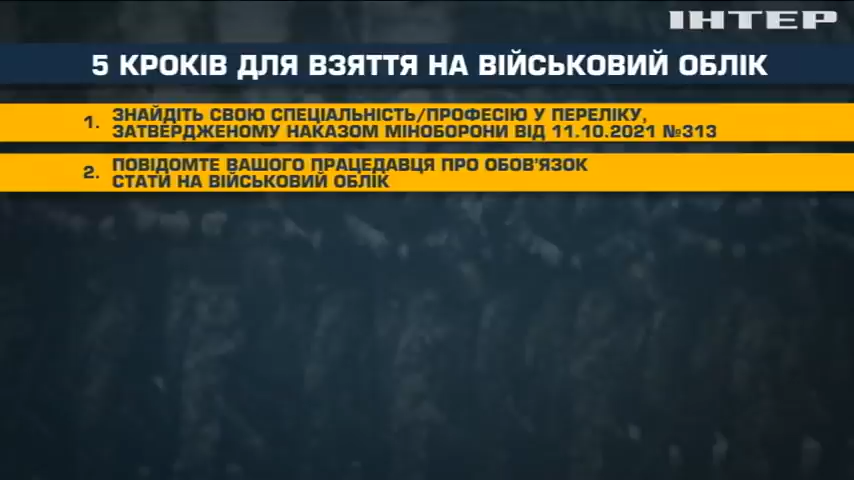 ІНТЕР
5 КРОКІВ ДЛЯ ВЗЯТТЯ НА ВІЙСЬКОВИЙ ОБЛІК
1. ЗНАЙДІТЬ СВОЮ СПЕЦІАЛЬНІСТЬ/ПРОФЕСІЮ У ПЕРЕЛІКУ,
ЗАТВЕРДЖЕНОМУ НАКАЗОМ МІНОБОРОНИ ВІД 11.10.2021 №313
2. ПОВІДОМТЕ ВАШОГО ПРАЦЕДАВЦЯ ПРО ОБОВ'ЯЗОК
СТАТИ НА ВІЙСЬКОВИЙ ОБЛІК